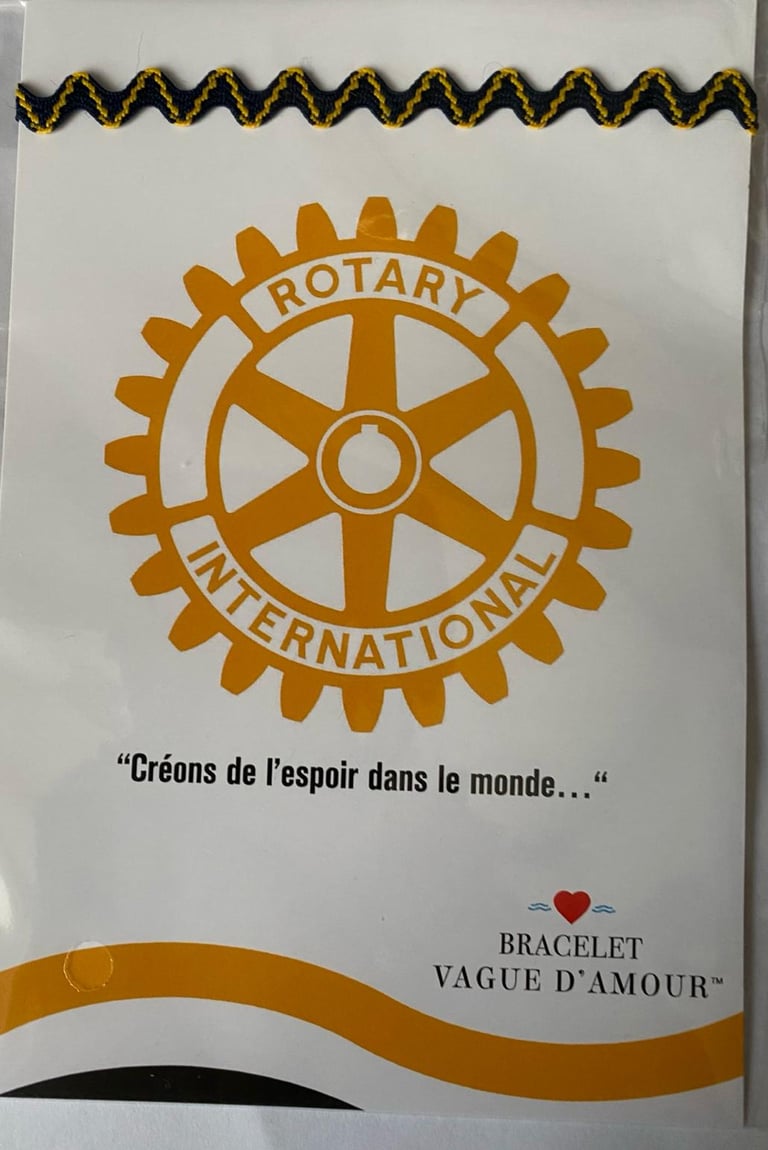 ROTARY
INTERNATIONAL
“Créons de l’espoir dans le monde...“
BRACELET
VAGUE D’AMOUR™